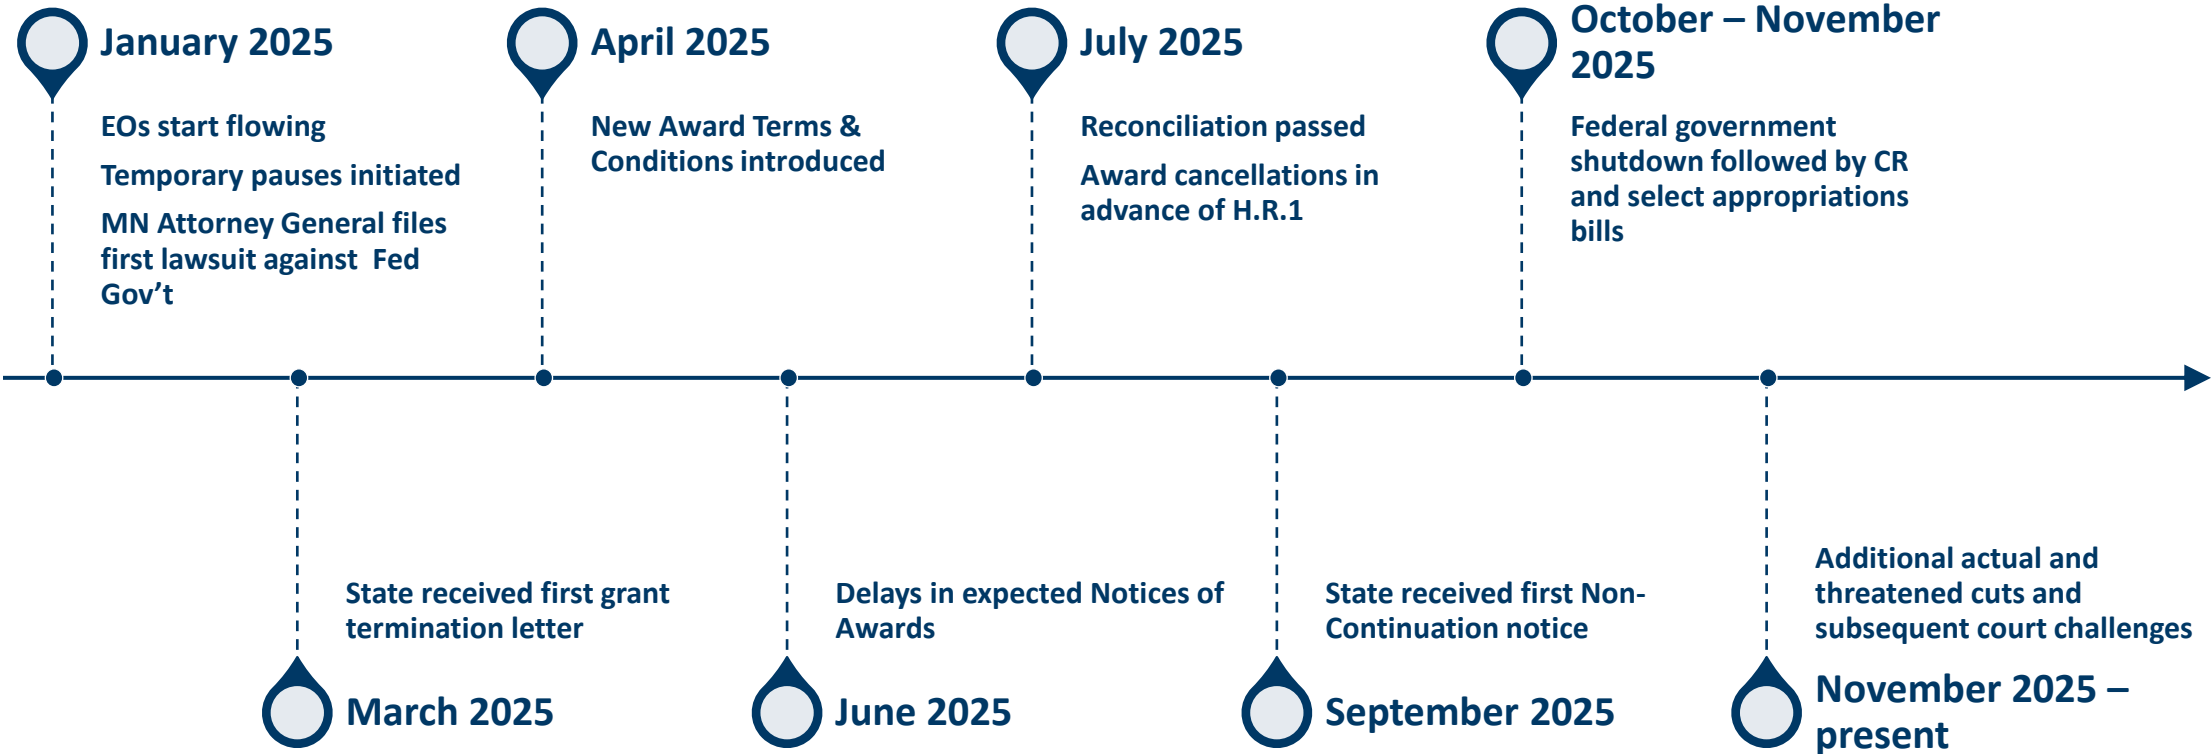 January 2025
EOs start flowing
Temporary pauses initiated
MN Attorney General files
first lawsuit against  Fed
Gov’t
March 2025
State received first grant
termination letter
April 2025
New Award Terms &
Conditions introduced
June 2025
Delays in expected Notices of
Awards
July 2025
Reconciliation passed
Award cancellations in
advance of H.R.1
September 2025
State received first Non-
Continuation notice
October – November
2025
Federal government
shutdown followed by CR
and select appropriations
bills
November 2025 –
present
Additional actual and
threatened cuts and
subsequent court challenges